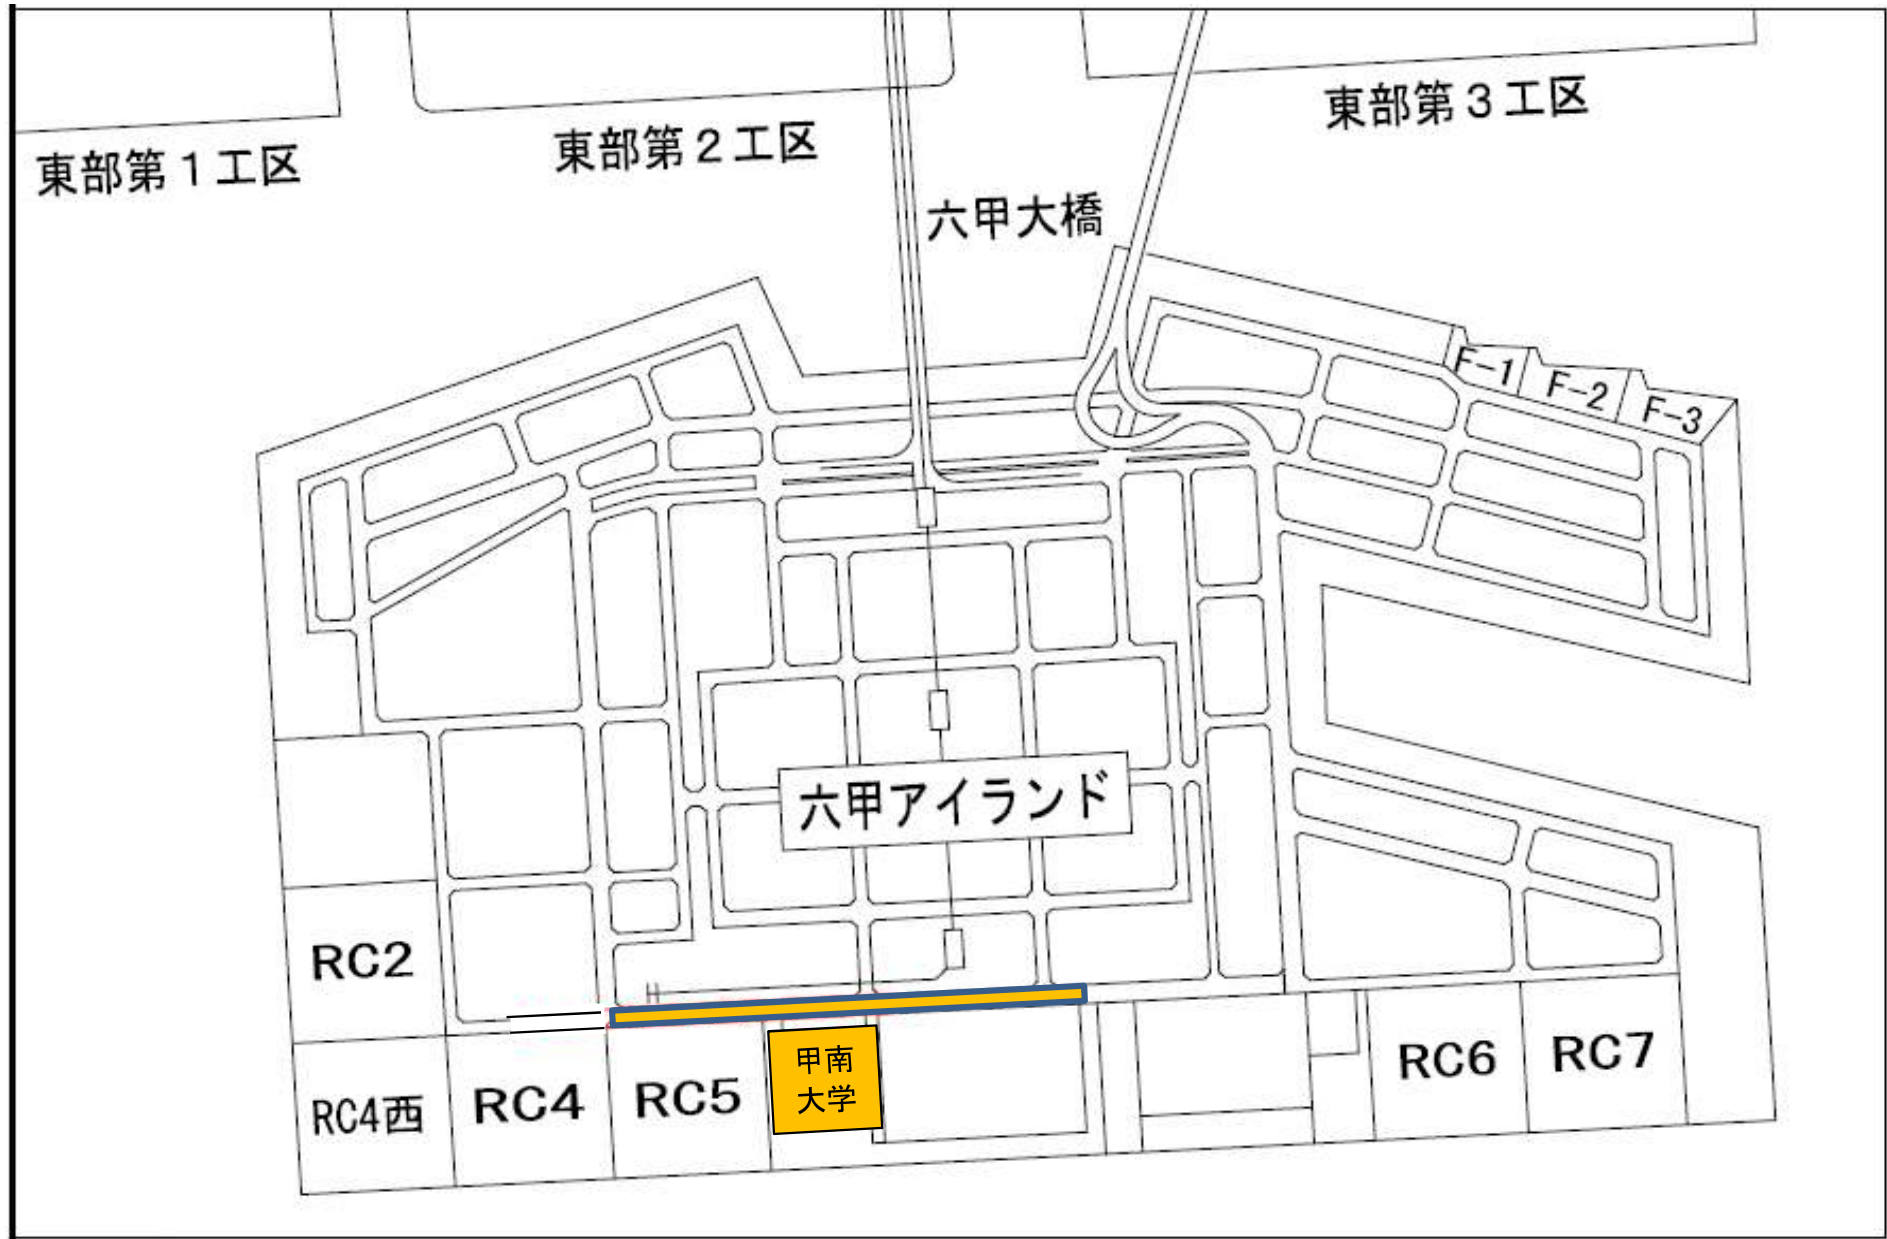 東部第1工区
東部第2工区
東部第3工区
六甲大橋
F-1
F-2
F-3
六甲アイランド
RC2
RC4西
RC4
RC5
甲南
大学
RC6
RC7